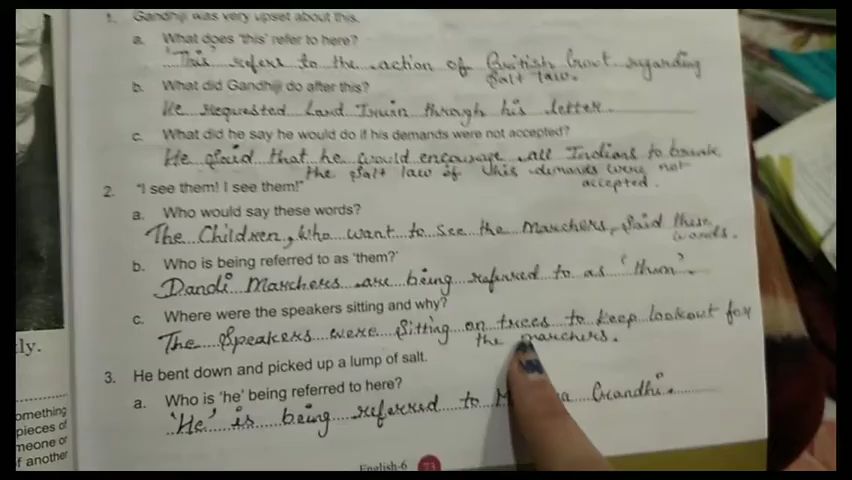 1. Gandhiji was very upset about this.
a. What does 'this' refer to here?
'This' refers to the action of British Govt regarding
Salt law.
b. What did Gandhiji do after this?
He requested Lord Irwin through his letter.
c. What did he say he would do if his demands were not accepted?
He said that he would encourage all Indians to break
the salt law if his demands were not
accepted.
2. "I see them! I see them!"
a. Who would say these words?
The Children, who want to see the Marchers, said these
words.
b. Who is being referred to as 'them?'
Dandi Marchers are being referred to as 'them'.
c. Where were the speakers sitting and why?
The Speakers were sitting on trees to keep lookout for
the marchers.
3. He bent down and picked up a lump of salt.
a. Who is 'he' being referred to here?
'He' is being referred to M a Gandhi.
ly.
omething
pieces of
meone or
f another
English-6 73